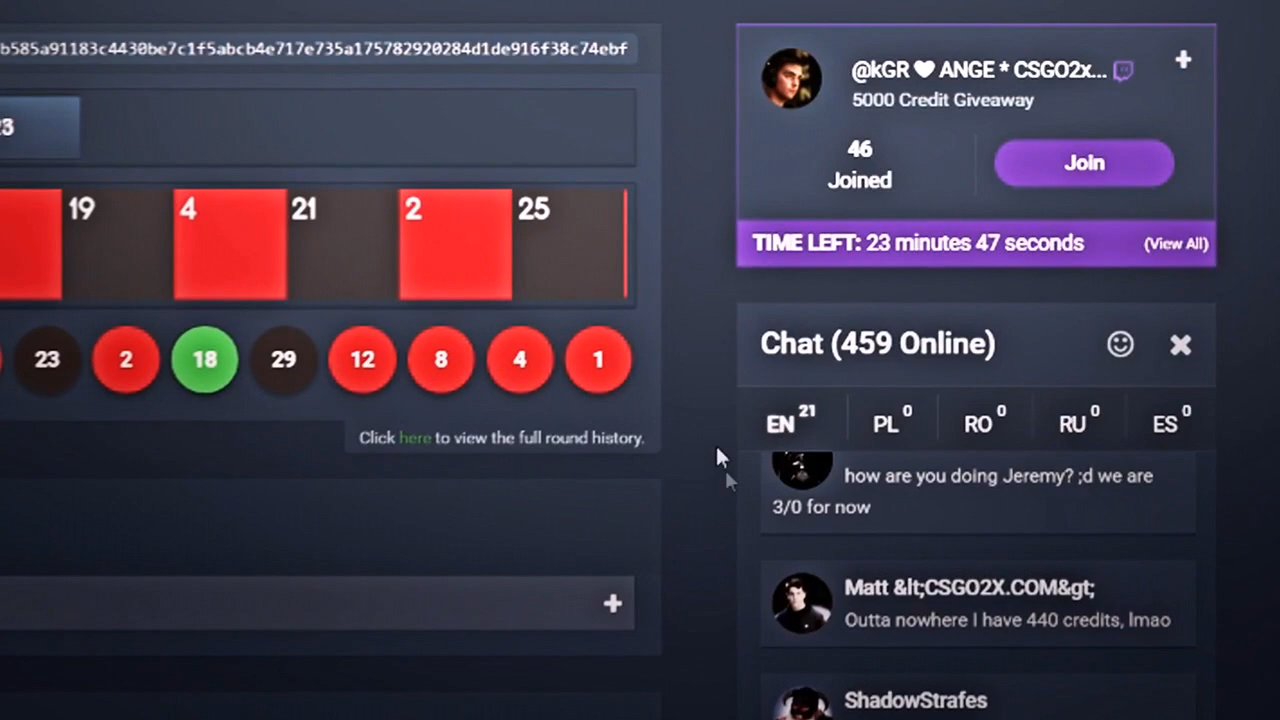 b585a91183c4430be7c1f5abcb4e717e735a175782920284d1de916f38c74ebf
3
19 4 21 2 25
23 2 18 29 12 8 4 1
Click here to view the full round history.
+
@kGR ♥ ANGE * CSGO2x...
+
5000 Credit Giveaway
46
Joined
Join
TIME LEFT: 23 minutes 47 seconds
(View All)
Chat (459 Online)
EN 21 PL 0 RO 0 RU 0 ES 0
how are you doing Jeremy? ;d we are
3/0 for now
Matt &lt;CSGO2X.COM&gt;
Outta nowhere I have 440 credits, lmao
ShadowStrafes